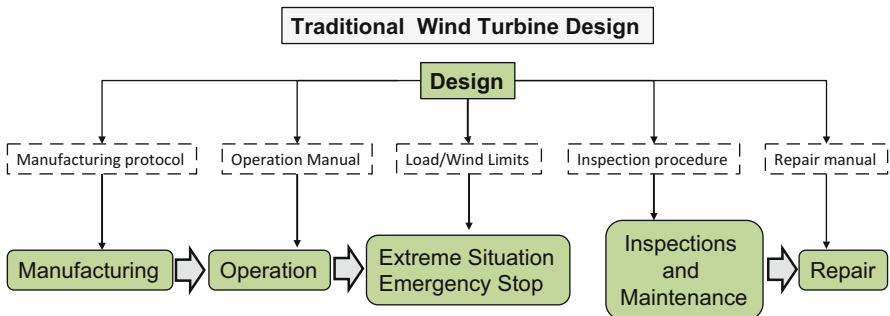 Traditional Wind Turbine Design
Design
Manufacturing protocol
Operation Manual
Load/Wind Limits
Inspection procedure
Repair manual
Manufacturing
Operation
Extreme Situation
Emergency Stop
Inspections
and
Maintenance
Repair